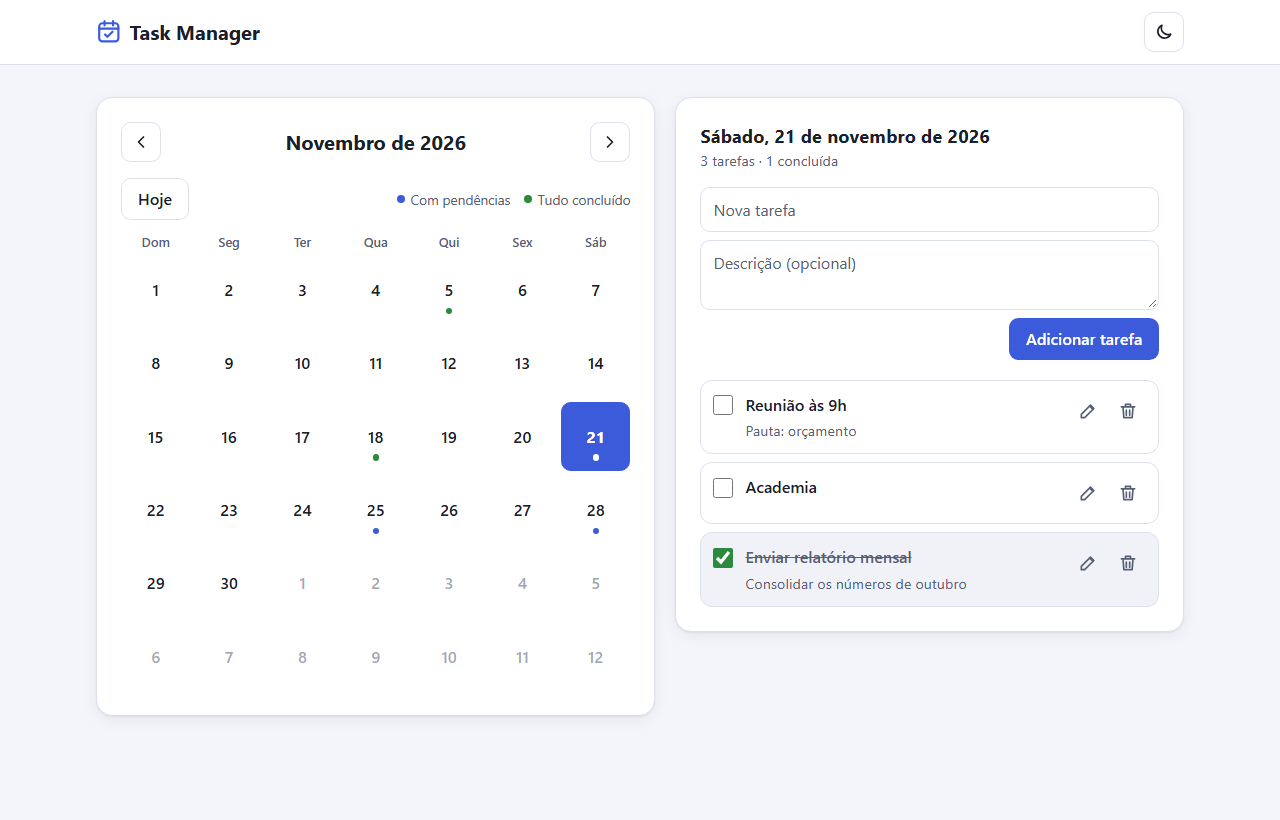 Task Manager
Novembro de 2026
Hoje
Com pendências
Tudo concluído
Dom Seg Ter Qua Qui Sex Sáb
1 2 3 4 5 6 7
8 9 10 11 12 13 14
15 16 17 18 19 20 21
22 23 24 25 26 27 28
29 30 1 2 3 4 5
6 7 8 9 10 11 12
Sábado, 21 de novembro de 2026
3 tarefas · 1 concluída
Nova tarefa
Descrição (opcional)
Adicionar tarefa
Reunião às 9h
Pauta: orçamento
Academia
Enviar relatório mensal
Consolidar os números de outubro